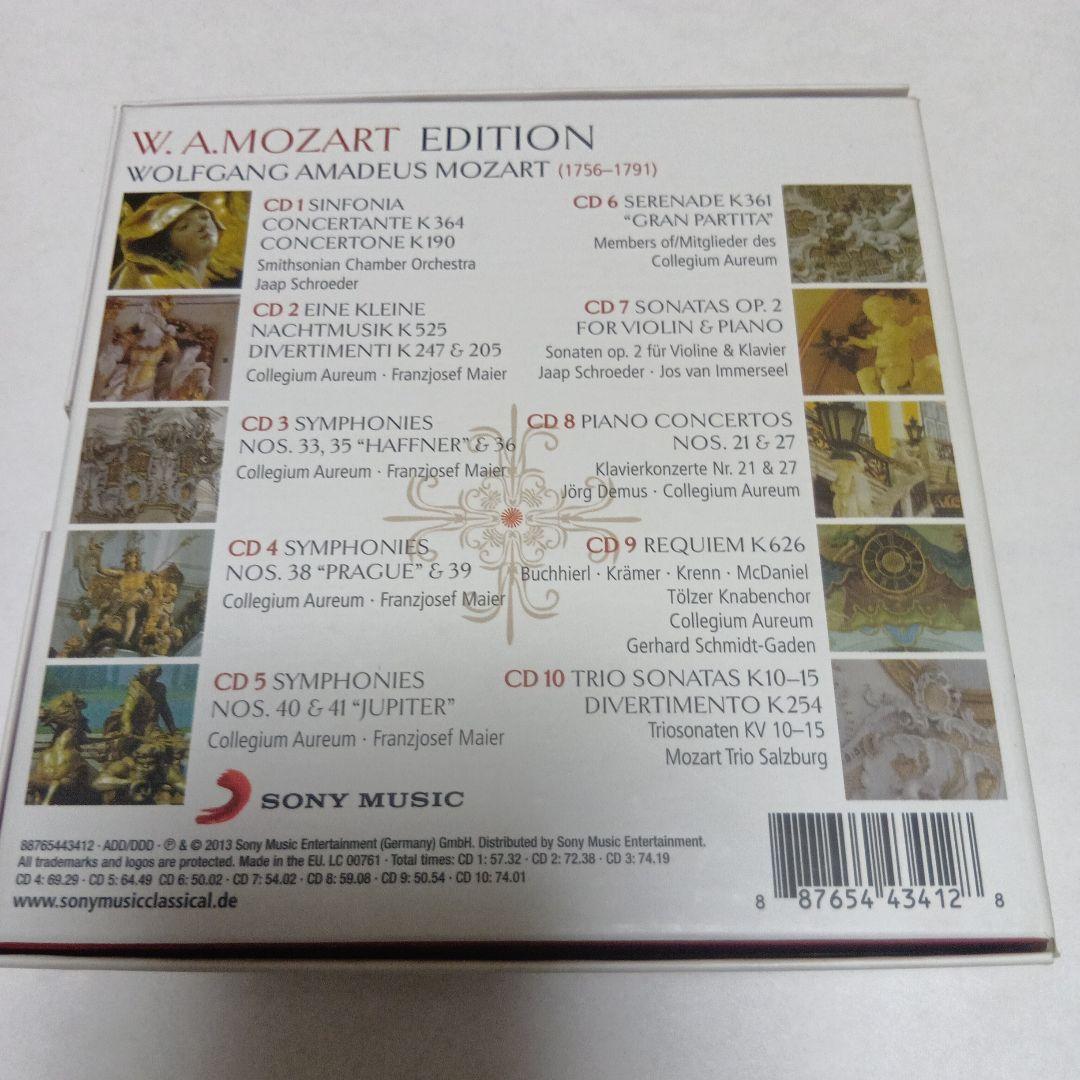 W. A.MOZART EDITION
WOLFGANG AMADEUS MOZART (1756–1791)
CD 1 SINFONIA
CONCERTANTE K 364
CONCERTONE K 190
Smithsonian Chamber Orchestra
Jaap Schroeder
CD 2 EINE KLEINE
NACHTMUSIK K 525
DIVERTIMENTI K 247 & 205
Collegium Aureum · Franzjosef Maier
CD 3 SYMPHONIES
NOS. 33, 35 “HAFFNER” & 36
Collegium Aureum · Franzjosef Maier
CD 4 SYMPHONIES
NOS. 38 “PRAGUE” & 39
Collegium Aureum · Franzjosef Maier
CD 5 SYMPHONIES
NOS. 40 & 41 “JUPITER”
Collegium Aureum · Franzjosef Maier
CD 6 SERENADE K 361
“GRAN PARTITA”
Members of/Mitglieder des
Collegium Aureum
CD 7 SONATAS OP. 2
FOR VIOLIN & PIANO
Sonaten op. 2 für Violine & Klavier
Jaap Schroeder · Jos van Immerseel
CD 8 PIANO CONCERTOS
NOS. 21 & 27
Klavierkonzerte Nr. 21 & 27
Jörg Demus · Collegium Aureum
CD 9 REQUIEM K 626
Buchhierl · Krämer · Krenn · McDaniel
Tölzer Knabenchor
Collegium Aureum
Gerhard Schmidt-Gaden
CD 10 TRIO SONATAS K 10–15
DIVERTIMENTO K 254
Triosonaten KV 10–15
Mozart Trio Salzburg
SONY MUSIC
88765443412 · ADD/DDD · ℗ & © 2013 Sony Music Entertainment (Germany) GmbH. Distributed by Sony Music Entertainment.
All trademarks and logos are protected. Made in the EU. LC 00761 · Total times: CD 1: 57.32 · CD 2: 72.38 · CD 3: 74.19
CD 4: 69.29 · CD 5: 64.49 CD 6: 50.02 · CD 7: 54.02 · CD 8: 59.08 · CD 9: 50.54 · CD 10: 74.01
www.sonymusicclassical.de
8 87654 43412 8